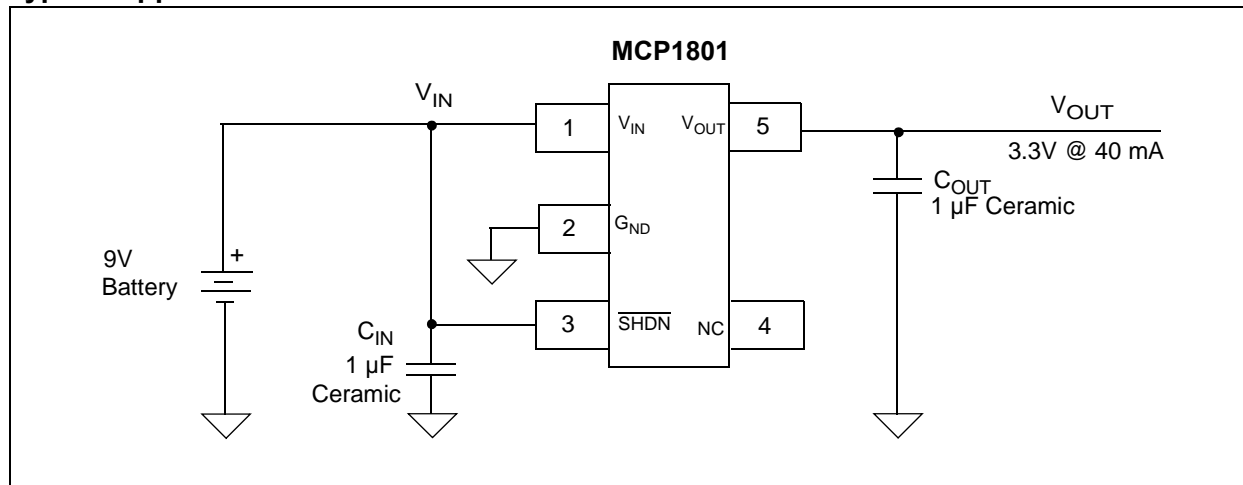 MCP1801
VIN
1
VIN
VOUT
5
VOUT
3.3V @ 40 mA
COUT
1 µF Ceramic
2
GND
9V
Battery
+
3
SHDN
NC
4
CIN
1 µF
Ceramic